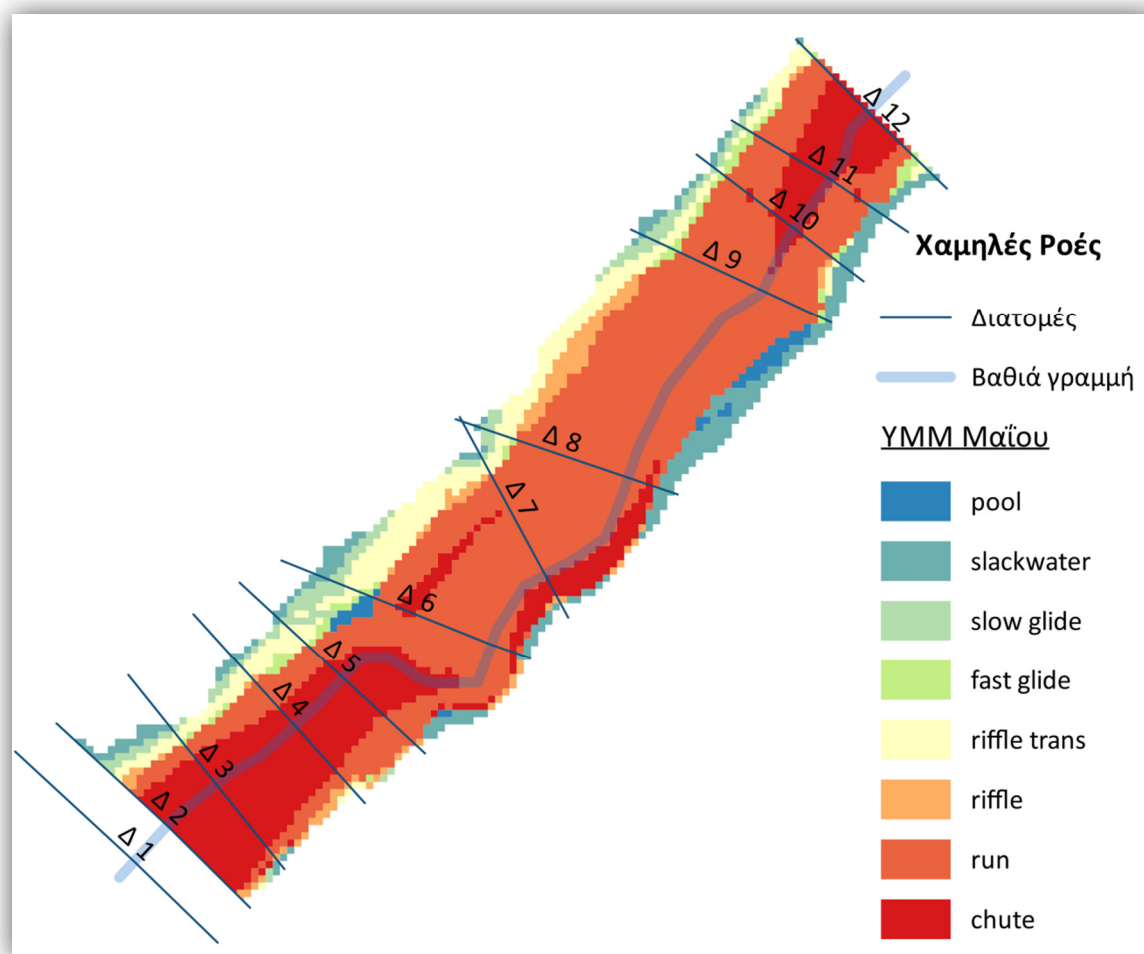 Δ 12
Δ 11
Δ 10
Δ 9
Δ 8
Δ 7
Δ 6
Δ 5
Δ 4
Δ 3
Δ 2
Δ 1
Χαμηλές Ροές
Διατομές
Βαθιά γραμμή
ΥΜΜ Μαΐου
pool
slackwater
slow glide
fast glide
riffle trans
riffle
run
chute